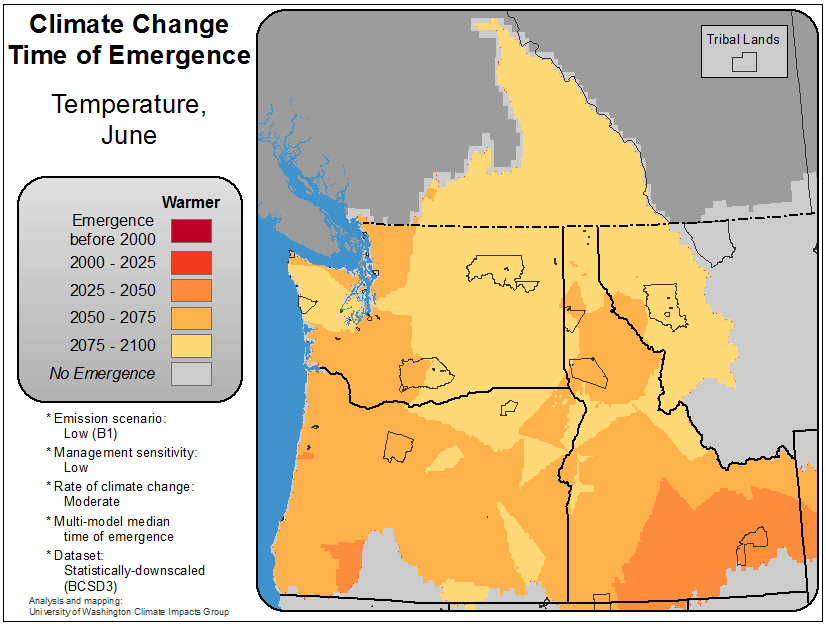 Climate Change
Time of Emergence
Temperature,
June
Warmer
Emergence
before 2000
2000 - 2025
2025 - 2050
2050 - 2075
2075 - 2100
No Emergence
* Emission scenario:
Low (B1)
* Management sensitivity:
Low
* Rate of climate change:
Moderate
* Multi-model median
time of emergence
* Dataset:
Statistically-downscaled
(BCSD3)
Analysis and mapping:
University of Washington Climate Impacts Group
Tribal Lands